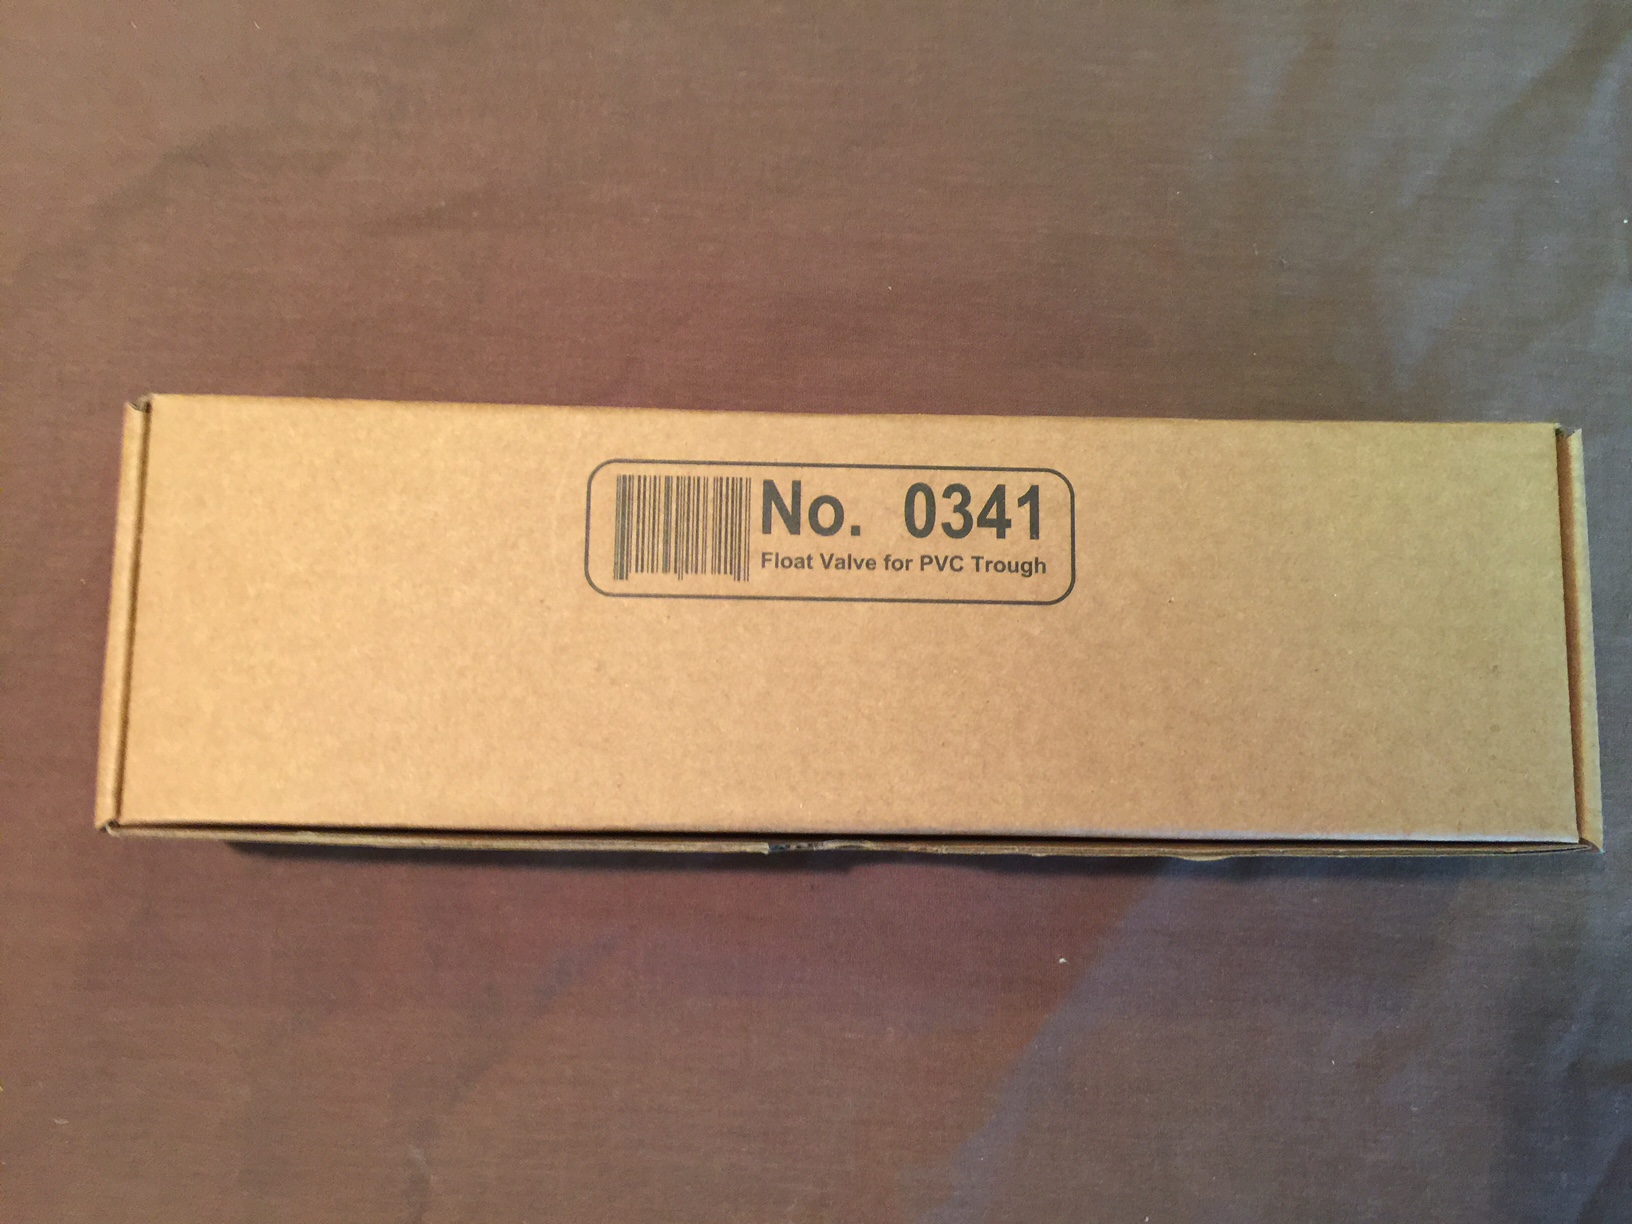 No. 0341
Float Valve for PVC Trough